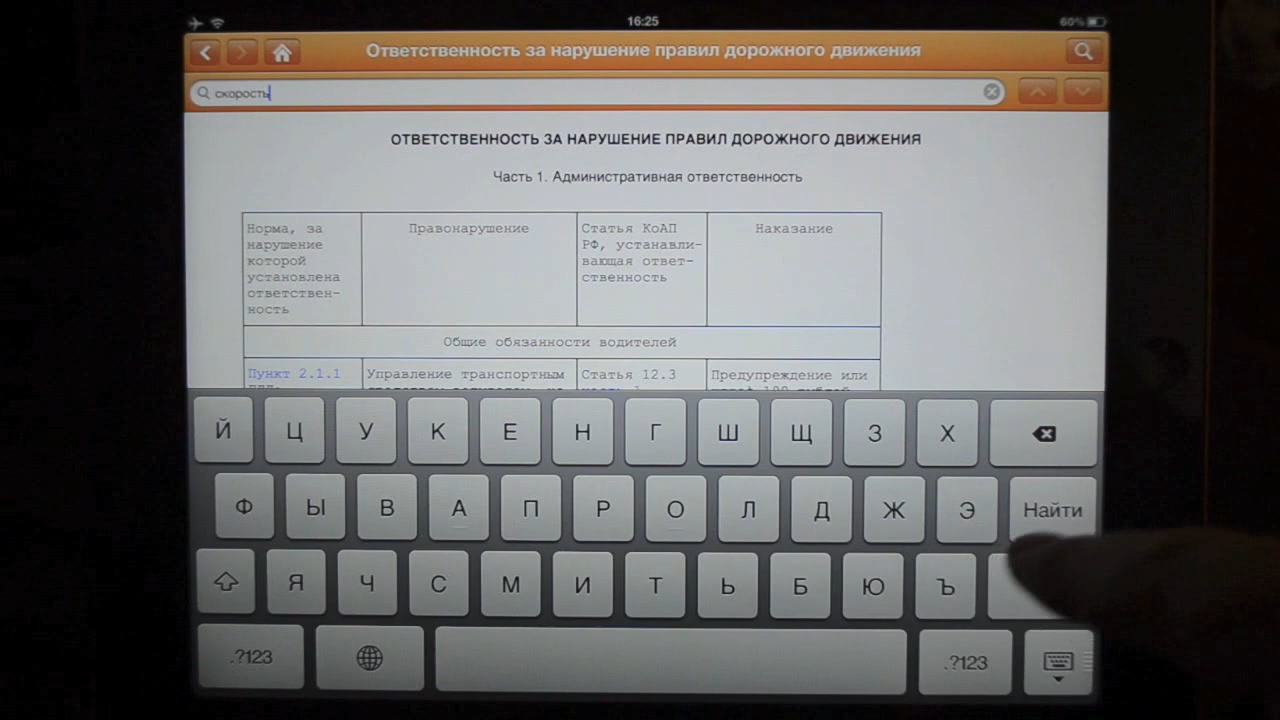 16:25
60%
Ответственность за нарушение правил дорожного движения
скорость
ОТВЕТСТВЕННОСТЬ ЗА НАРУШЕНИЕ ПРАВИЛ ДОРОЖНОГО ДВИЖЕНИЯ
Часть 1. Административная ответственность
Норма, за
нарушение
которой
установлена
ответствен-
ность
Правонарушение
Статья КоАП
РФ, устанавли-
вающая ответ-
ственность
Наказание
Общие обязанности водителей
Пункт 2.1.1
Управление транспортным
Статья 12.3
Предупреждение или
Й Ц У К Е Н Г Ш Щ З Х
Ф Ы В А П Р О Л Д Ж Э Найти
Я Ч С М И Т Ь Б Ю Ъ
.?123 .?123